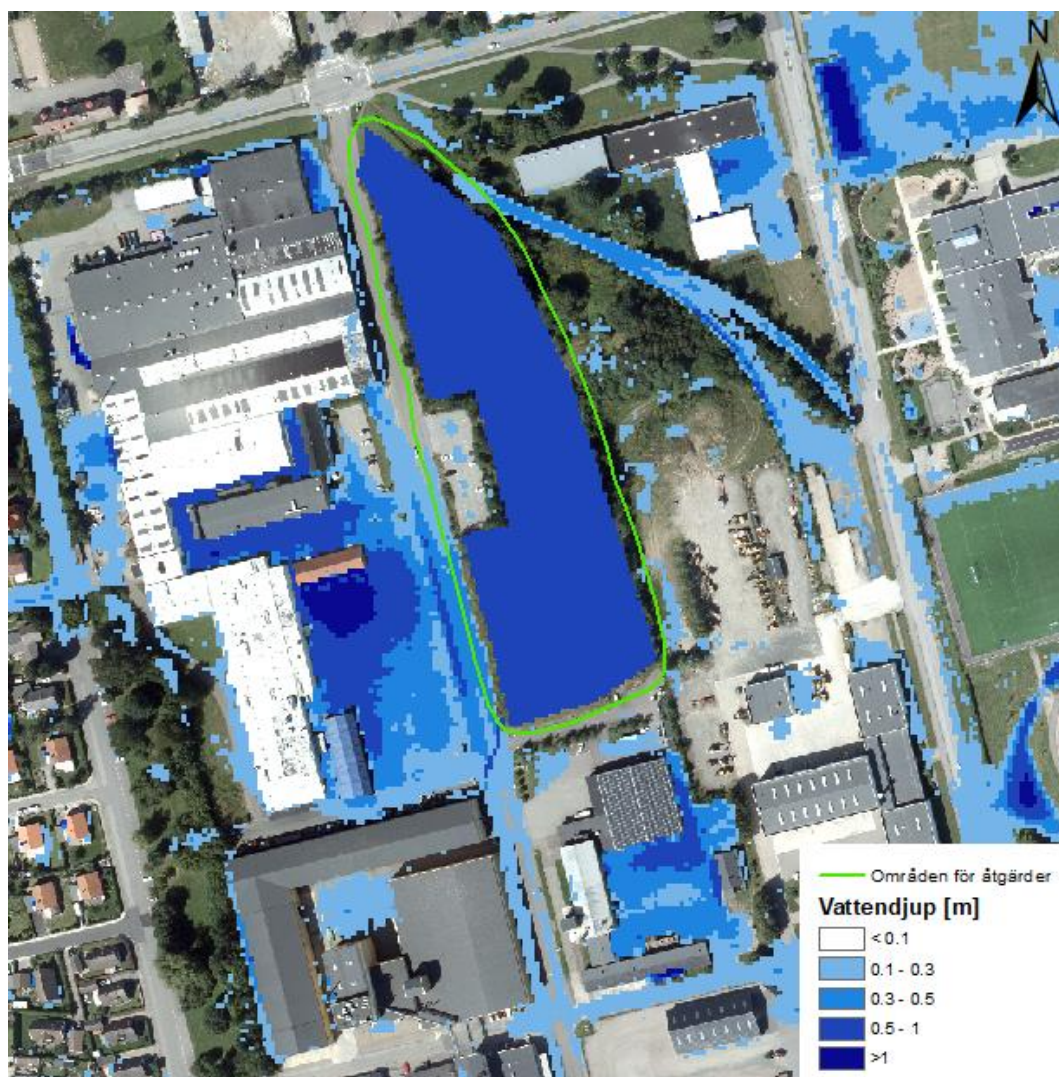 N
Områden för åtgärder
Vattendjup [m]
< 0.1
0.1 - 0.3
0.3 - 0.5
0.5 - 1
>1